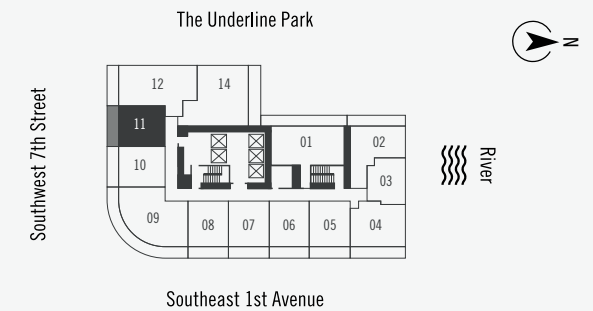 The Underline Park
N
Southwest 7th Street
12
14
11
01
02
10
03
River
09
08
07
06
05
04
Southeast 1st Avenue